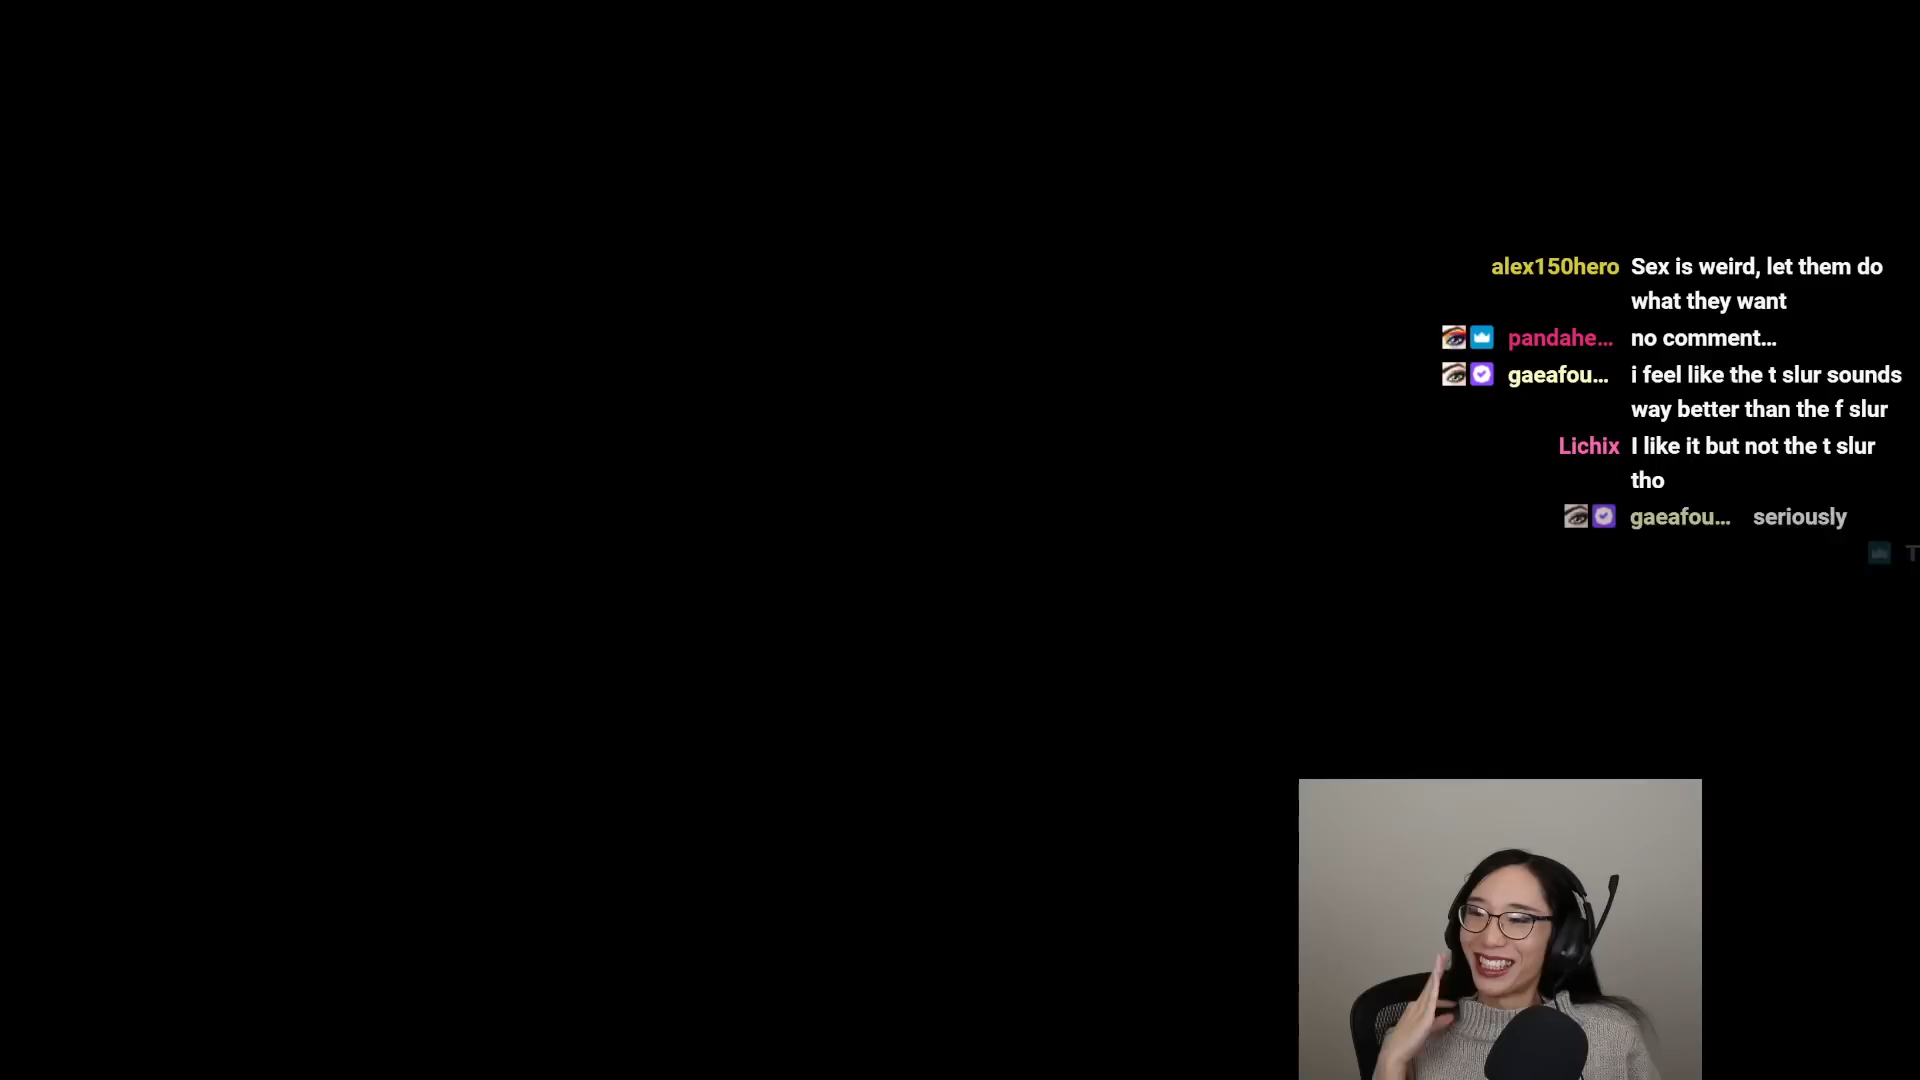 alex150hero Sex is weird, let them do
what they want
pandahe… no comment…
gaeafou… i feel like the t slur sounds
way better than the f slur
Lichix I like it but not the t slur
tho
gaeafou… seriously
T